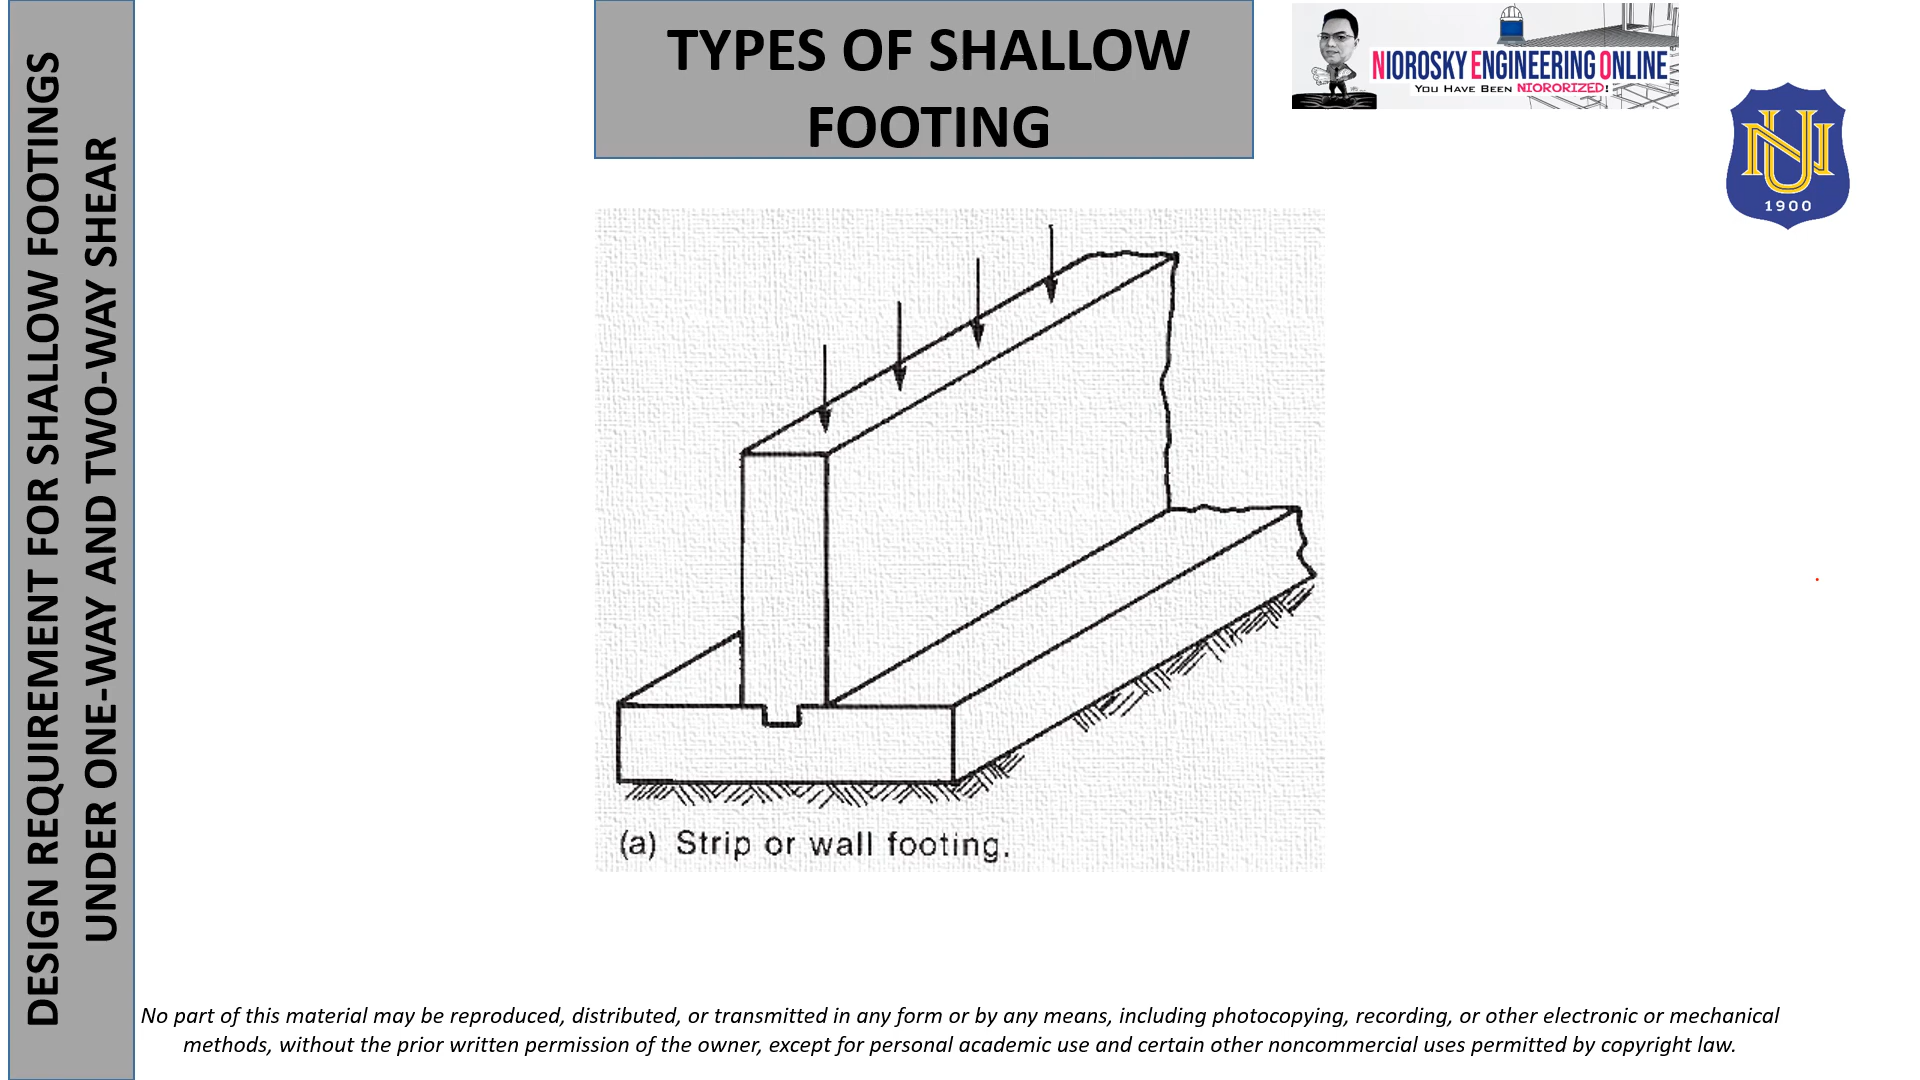 DESIGN REQUIREMENT FOR SHALLOW FOOTINGS
UNDER ONE-WAY AND TWO-WAY SHEAR
TYPES OF SHALLOW
FOOTING
NIOROSKY ENGINEERING ONLINE
YOU HAVE BEEN NIORORIZED!
NU
1900
(a) Strip or wall footing.
No part of this material may be reproduced, distributed, or transmitted in any form or by any means, including photocopying, recording, or other electronic or mechanical
methods, without the prior written permission of the owner, except for personal academic use and certain other noncommercial uses permitted by copyright law.